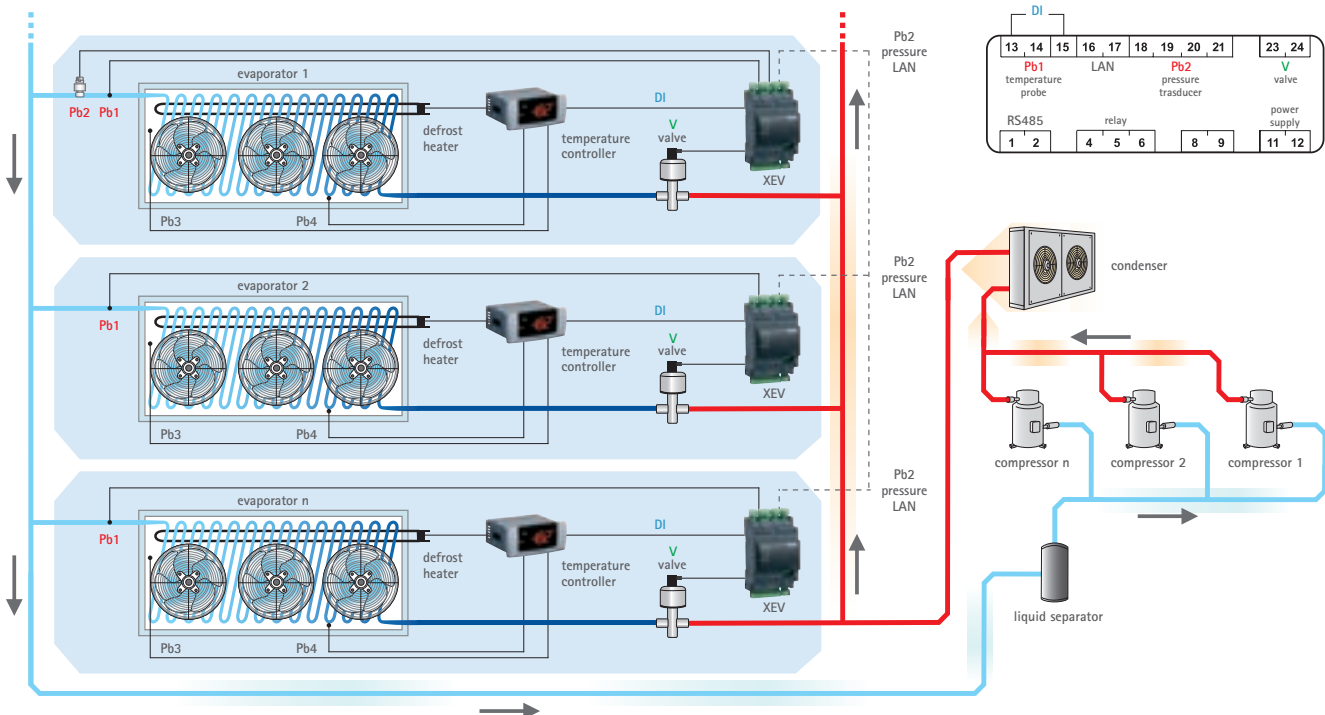 evaporator 1
Pb2
Pb1
defrost
heater
temperature
controller
DI
V
valve
XEV
Pb3
Pb4
Pb2
pressure
LAN
evaporator 2
Pb1
defrost
heater
temperature
controller
DI
V
valve
XEV
Pb3
Pb4
Pb2
pressure
LAN
evaporator n
Pb1
defrost
heater
temperature
controller
DI
V
valve
XEV
Pb3
Pb4
Pb2
pressure
LAN
DI
13 14 15 16 17 18 19 20 21 23 24
Pb1 LAN Pb2 V
temperature
probe
pressure
trasducer
valve
RS485
relay
power
supply
1 2 4 5 6 8 9 11 12
condenser
compressor n
compressor 2
compressor 1
liquid separator